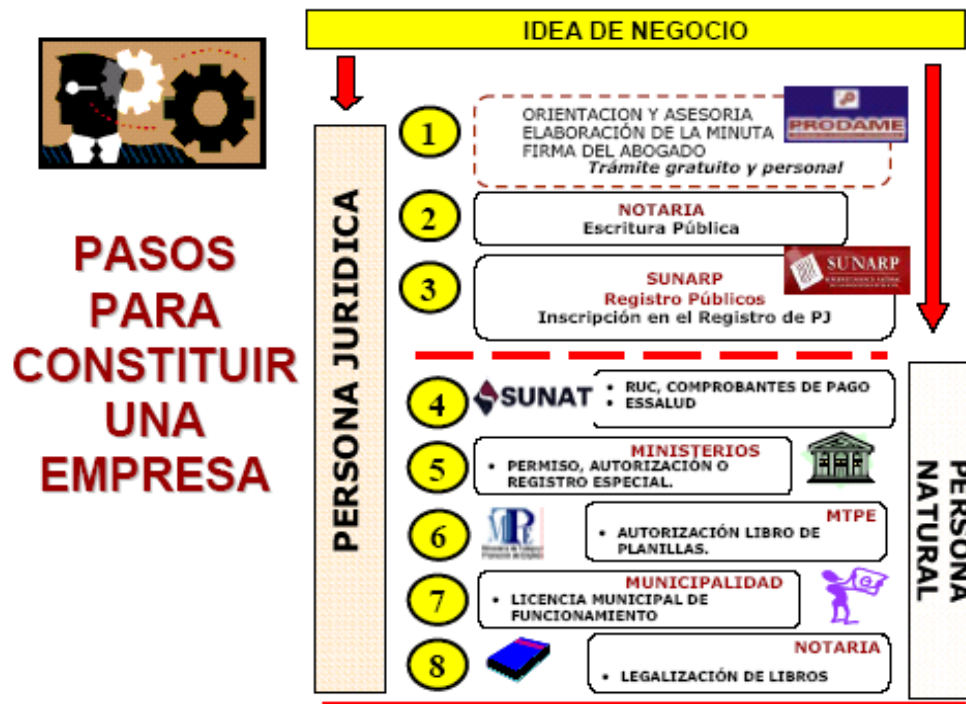 IDEA DE NEGOCIO
PASOS
PARA
CONSTITUIR
UNA
EMPRESA
PERSONA JURIDICA
1
ORIENTACION Y ASESORIA
ELABORACIÓN DE LA MINUTA
FIRMA DEL ABOGADO
Trámite gratuito y personal
PRODAME
2
NOTARIA
Escritura Pública
3
SUNARP
Registro Públicos
Inscripción en el Registro de PJ
SUNARP
4
SUNAT
• RUC, COMPROBANTES DE PAGO
• ESSALUD
5
MINISTERIOS
• PERMISO, AUTORIZACIÓN O
REGISTRO ESPECIAL.
6
MTPE
• AUTORIZACIÓN LIBRO DE
PLANILLAS.
7
MUNICIPALIDAD
• LICENCIA MUNICIPAL DE
FUNCIONAMIENTO
8
NOTARIA
• LEGALIZACIÓN DE LIBROS
PERSONA
NATURAL